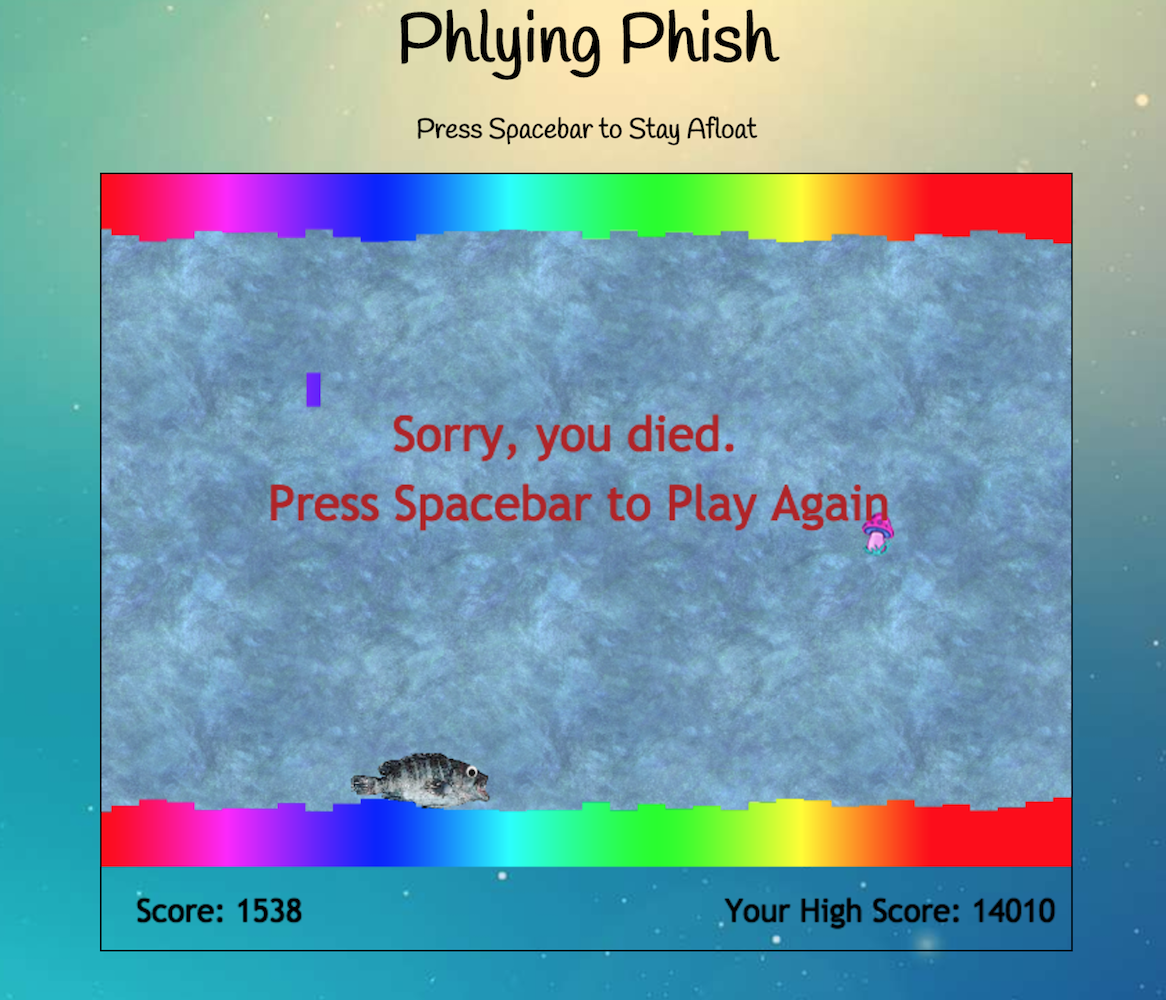 Phlying Phish
Press Spacebar to Stay Afloat
Sorry, you died.
Press Spacebar to Play Again
Score: 1538
Your High Score: 14010